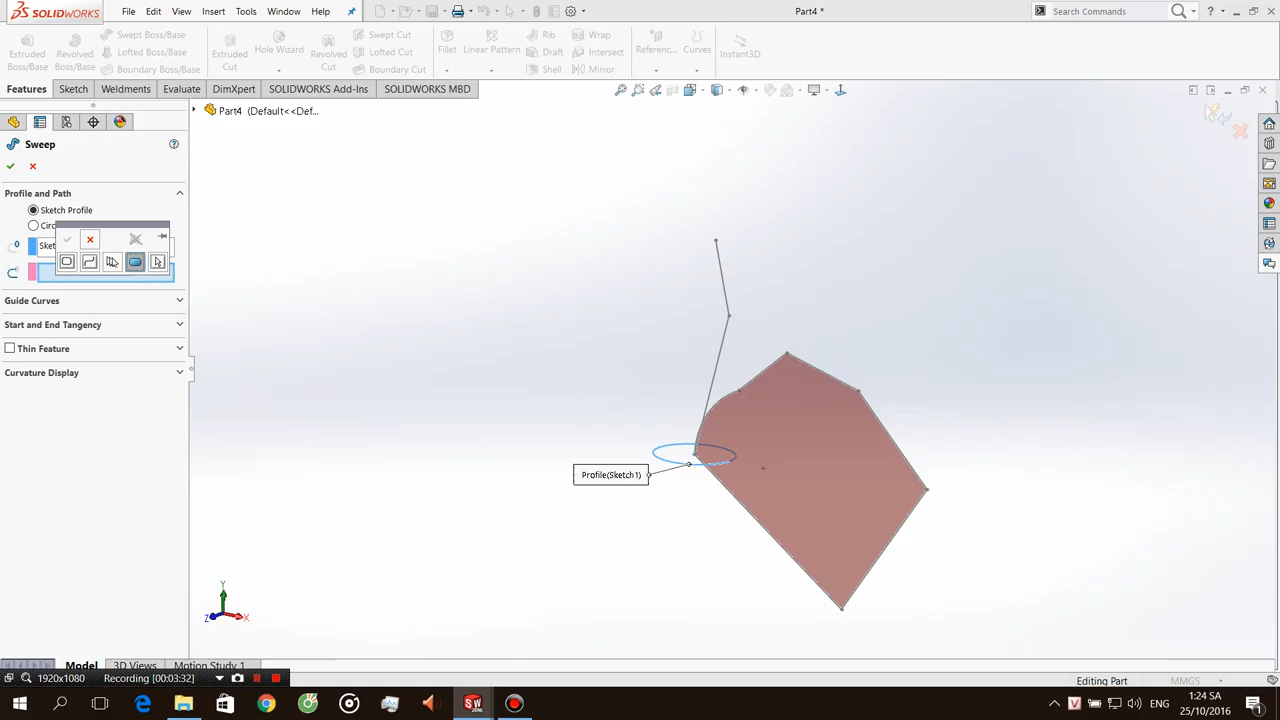 SOLIDWORKS File Edit View Insert Tools Window Help Part4 * Search Commands
Extruded Boss/Base Revolved Boss/Base Swept Boss/Base Lofted Boss/Base Boundary Boss/Base Extruded Cut Hole Wizard Revolved Cut Swept Cut Lofted Cut Boundary Cut Fillet Linear Pattern Rib Draft Shell Wrap Intersect Mirror Referenc... Curves Instant3D
Features Sketch Weldments Evaluate DimXpert SOLIDWORKS Add-Ins SOLIDWORKS MBD
Part4 (Default<<Def...
Sweep
Profile and Path
Sketch Profile
Circ
Sket
Guide Curves
Start and End Tangency
Thin Feature
Curvature Display
Profile(Sketch1)
Y
Z X
Model 3D Views Motion Study 1
1920x1080 Recording [00:03:32]
Editing Part MMGS
1:24 SA
25/10/2016